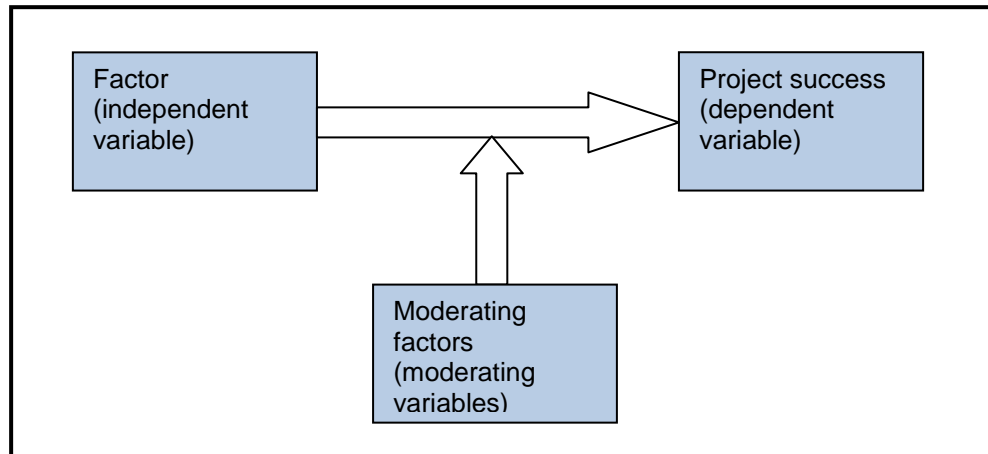 Factor
(independent
variable)
Project success
(dependent
variable)
Moderating
factors
(moderating
variables)